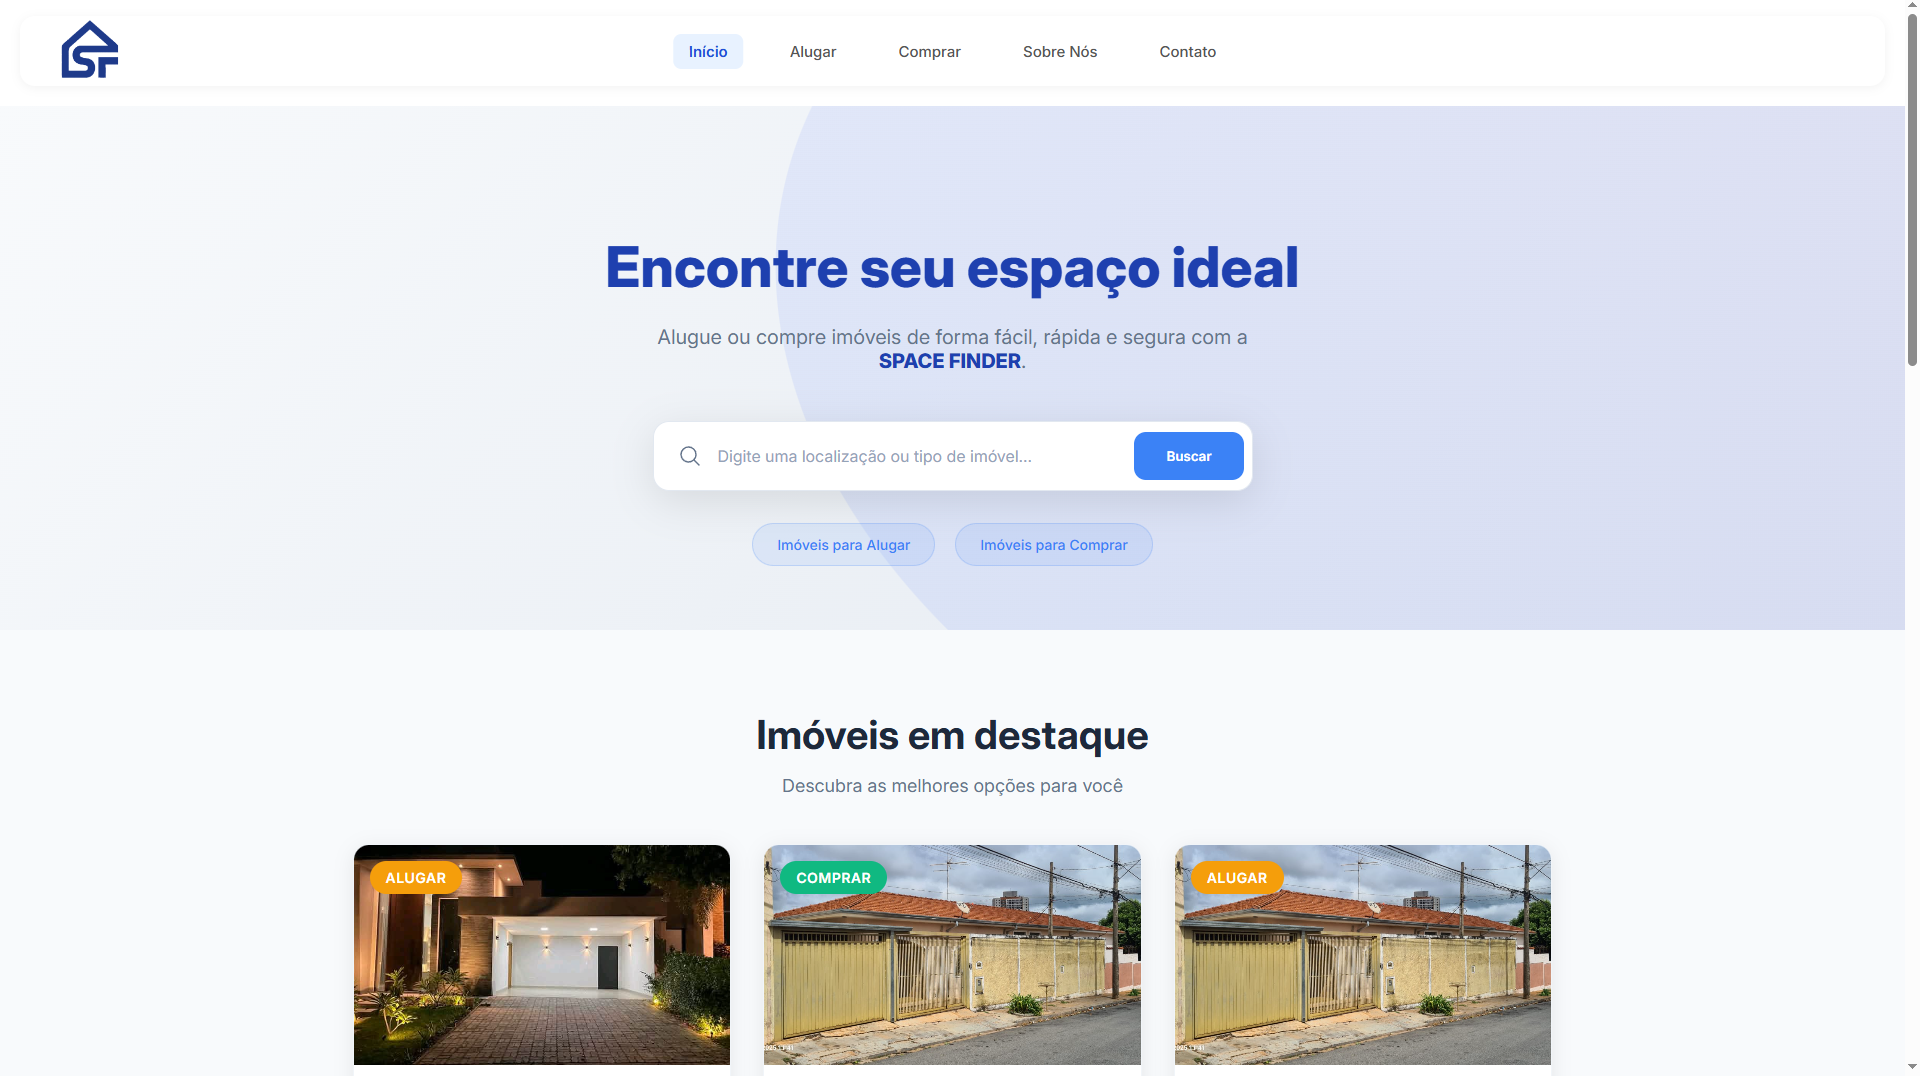 SF
Início
Alugar
Comprar
Sobre Nós
Contato
Encontre seu espaço ideal
Alugue ou compre imóveis de forma fácil, rápida e segura com a
SPACE FINDER.
Digite uma localização ou tipo de imóvel...
Buscar
Imóveis para Alugar
Imóveis para Comprar
Imóveis em destaque
Descubra as melhores opções para você
ALUGAR
COMPRAR
ALUGAR